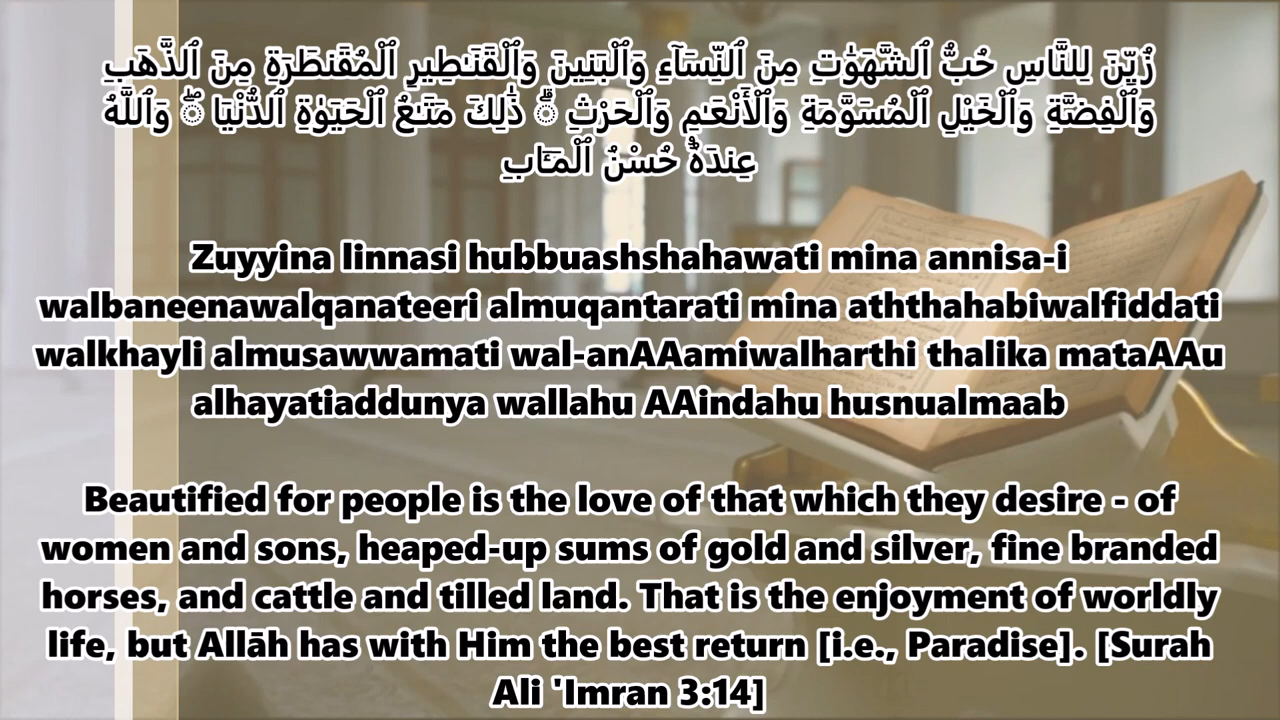 زُيِّنَ لِلنَّاسِ حُبُّ ٱلشَّهَوَٰتِ مِنَ ٱلنِّسَآءِ وَٱلْبَنِينَ وَٱلْقَنَـٰطِيرِ ٱلْمُقَنطَرَةِ مِنَ ٱلذَّهَبِ
وَٱلْفِضَّةِ وَٱلْخَيْلِ ٱلْمُسَوَّمَةِ وَٱلْأَنْعَـٰمِ وَٱلْحَرْثِ ۗ ذَٰلِكَ مَتَـٰعُ ٱلْحَيَوٰةِ ٱلدُّنْيَا ۖ وَٱللَّهُ
عِندَهُۥ حُسْنُ ٱلْمَـَٔابِ
Zuyyina linnasi hubbuashshahawati mina annisa-i
walbaneenawalqanateeri almuqantarati mina aththahabiwalfiddati
walkhayli almusawwamati wal-anAAamiwalharthi thalika mataAAu
alhayatiaddunya wallahu AAindahu husnualmaab
Beautified for people is the love of that which they desire - of
women and sons, heaped-up sums of gold and silver, fine branded
horses, and cattle and tilled land. That is the enjoyment of worldly
life, but Allāh has with Him the best return [i.e., Paradise]. [Surah
Ali 'Imran 3:14]